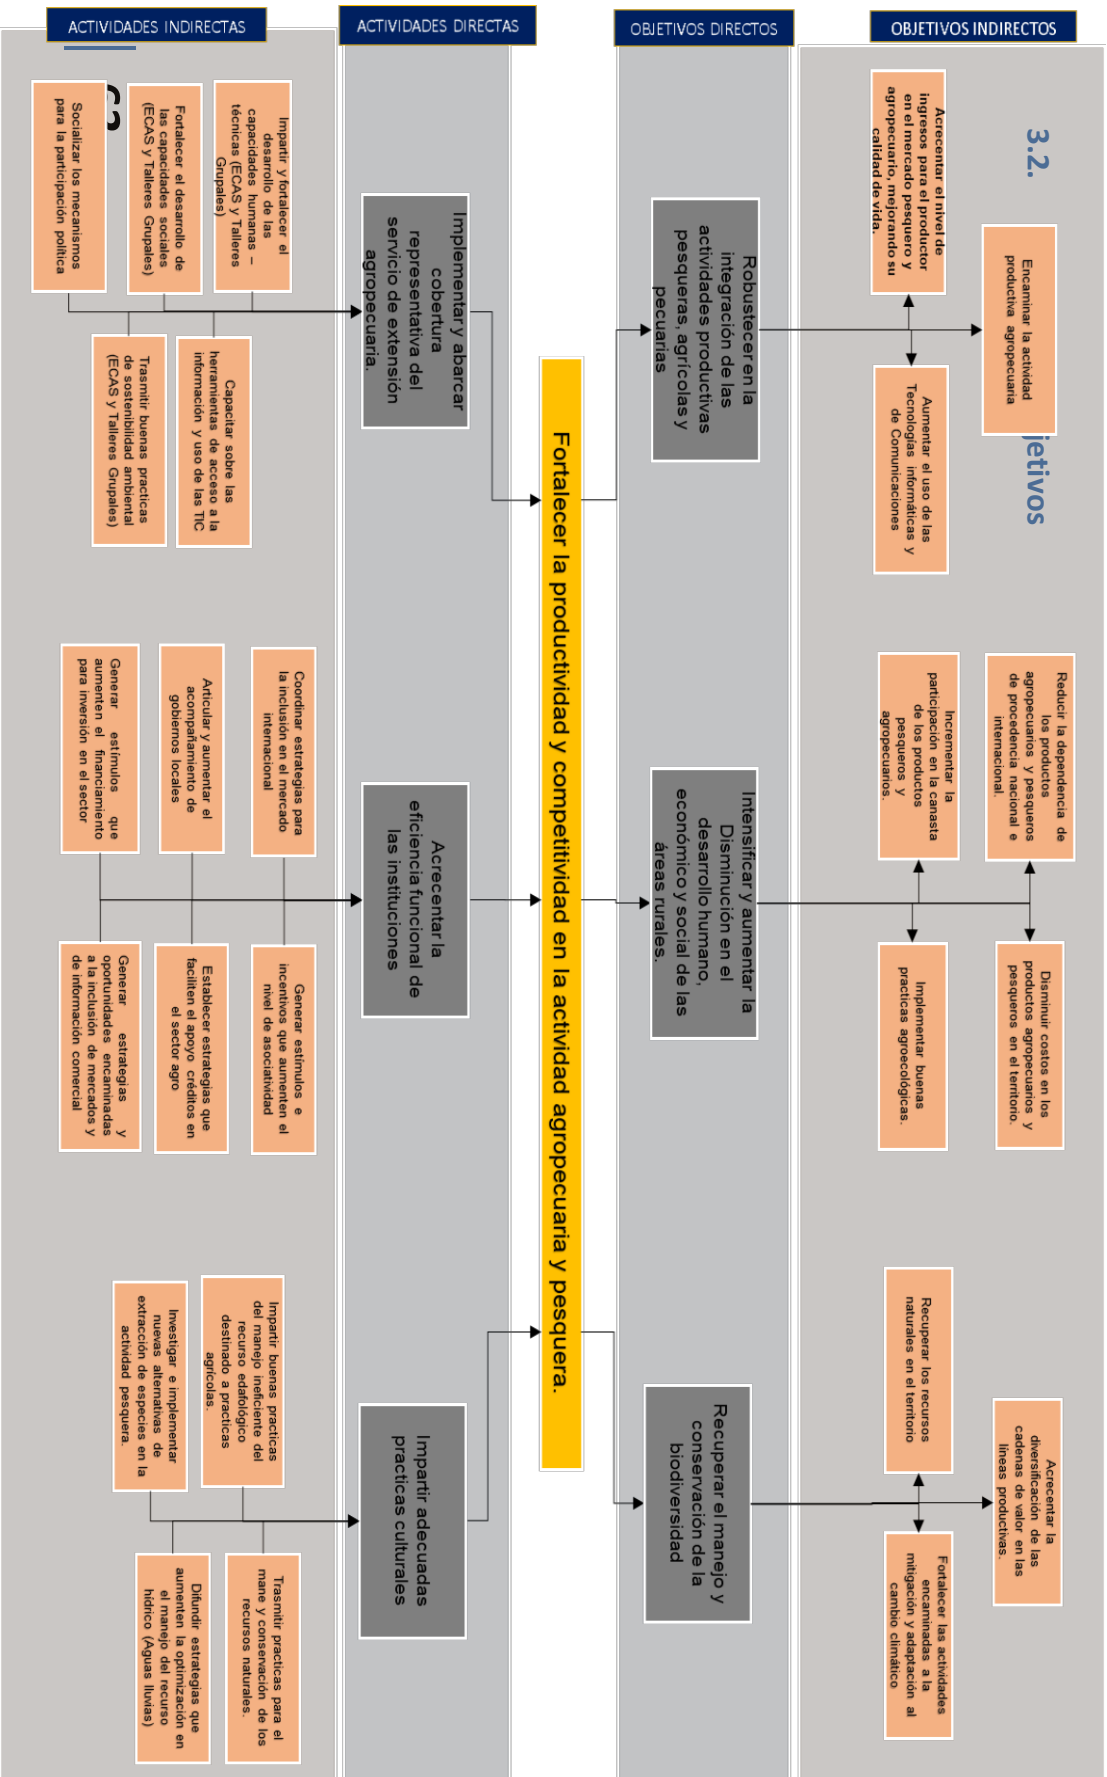 ACTIVIDADES INDIRECTAS
ACTIVIDADES DIRECTAS
OBJETIVOS DIRECTOS
OBJETIVOS INDIRECTOS
3.2.
jetivos
Encaminar la actividad
productiva agropecuaria
Acrecentar el nivel de
ingresos para el productor
en el mercado pesquero y
agropecuario, mejorando su
calidad de vida.
Aumentar el uso de las
Tecnologías informáticas y
de Comunicaciones
Reducir la dependencia de
los productos
agropecuarios y pesqueros
de procedencia nacional e
internacional.
Disminuir costos en los
productos agropecuarios y
pesqueros en el territorio.
Incrementar la
participación en la canasta
de los productos
pesqueros y
agropecuarios.
Implementar buenas
practicas agroecológicas.
Acrecentar la
diversificación de las
cadenas de valor en las
líneas productivas.
Recuperar los recursos
naturales en el territorio
Fortalecer las actividades
encaminadas a la
mitigación y adaptación al
cambio climático
Robustecer en la
integración de las
actividades productivas
pesqueras, agrícolas y
pecuarias
Intensificar y aumentar la
Disminución en el
desarrollo humano,
económico y social de las
áreas rurales.
Recuperar el manejo y
conservación de la
biodiversidad
Fortalecer la productividad y competitividad en la actividad agropecuaria y pesquera.
Implementar y abarcar
cobertura
representativa del
servicio de extensión
agropecuaria.
Acrecentar la
eficiencia funcional de
las instituciones
Impartir adecuadas
practicas culturales
Impartir y fortalecer el
desarrollo de las
capacidades humanas –
técnicas (ECAS y Talleres
Grupales)
Capacitar sobre las
herramientas de acceso a la
información y uso de las TIC
Fortalecer el desarrollo de
las capacidades sociales
(ECAS y Talleres Grupales)
Trasmitir buenas practicas
de sostenibilidad ambiental
(ECAS y Talleres Grupales)
Socializar los mecanismos
para la participación política
Coordinar estrategias para
la inclusión en el mercado
internacional
Generar estímulos e
incentivos que aumenten el
nivel de asociatividad
Articular y aumentar el
acompañamiento de
gobiernos locales
Establecer estrategias que
faciliten el apoyo créditos en
el sector agro
Generar estímulos que
aumenten el financiamiento
para inversión en el sector
Generar estrategias y
oportunidades encaminadas
a la inclusión de mercados y
de información comercial
Impartir buenas practicas
del manejo ineficiente del
recurso edafológico
destinado a practicas
agrícolas.
Trasmitir practicas para el
mane y conservación de los
recursos naturales.
Investigar e implementar
nuevas alternativas de
extracción de especies en la
actividad pesquera.
Difundir estrategias que
aumenten la optimización en
el manejo del recurso
hídrico (Aguas lluvias)